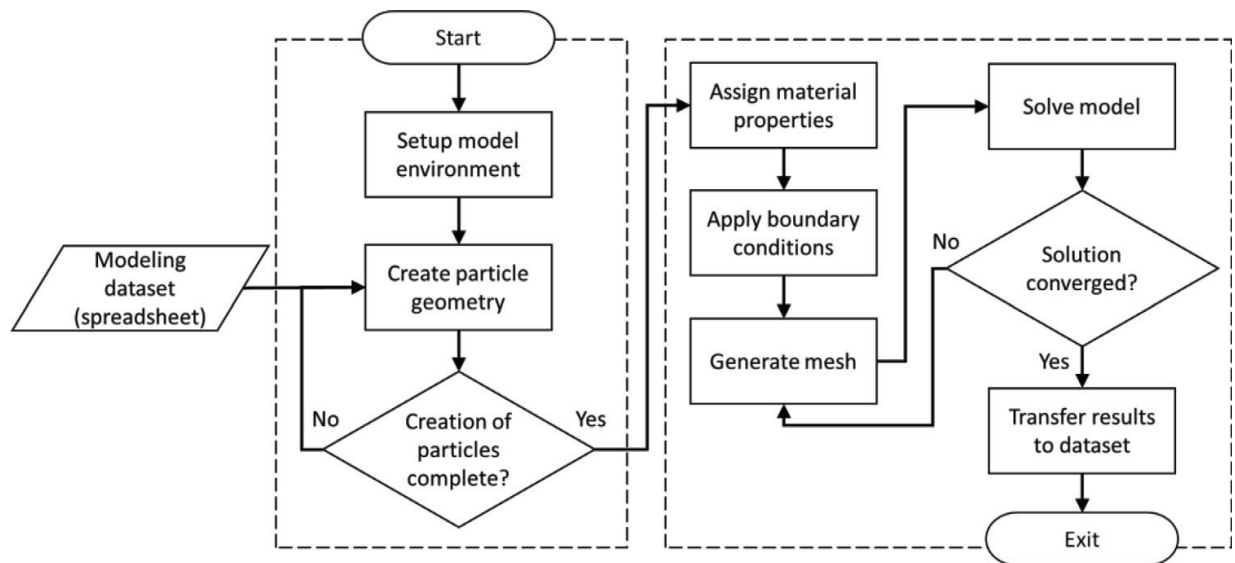 Start
Setup model
environment
Modeling
dataset
(spreadsheet)
Create particle
geometry
No
Creation of
particles
complete?
Yes
Assign material
properties
Apply boundary
conditions
Generate mesh
Solve model
No
Solution
converged?
Yes
Transfer results
to dataset
Exit